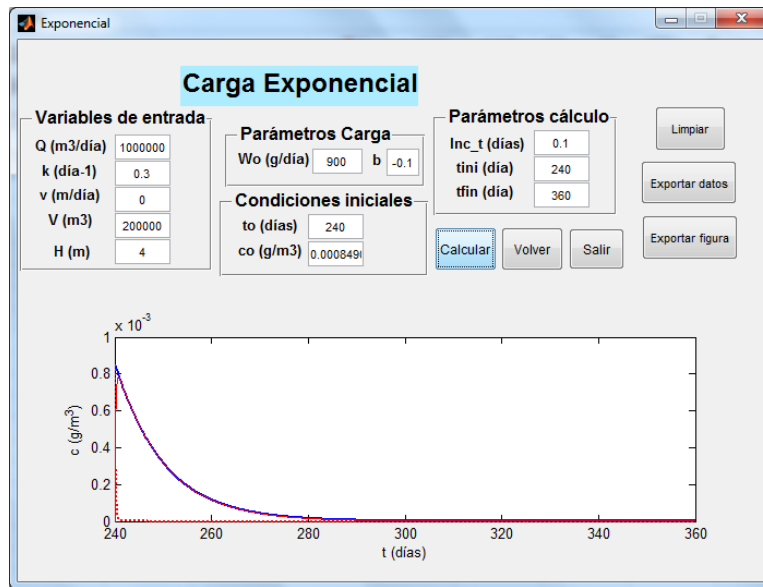 Exponencial
Carga Exponencial
Variables de entrada
Q (m3/día) 1000000
k (día-1) 0.3
v (m/día) 0
V (m3) 200000
H (m) 4
Parámetros Carga
Wo (g/día) 900 b -0.1
Condiciones iniciales
to (días) 240
co (g/m3) 0.000849
Parámetros cálculo
Inc_t (días) 0.1
tini (día) 240
tfin (día) 360
Calcular Volver Salir
Limpiar
Exportar datos
Exportar figura
x 10^-3
1
0.8
0.6
0.4
0.2
0
c (g/m³)
240 260 280 300 320 340 360
t (días)